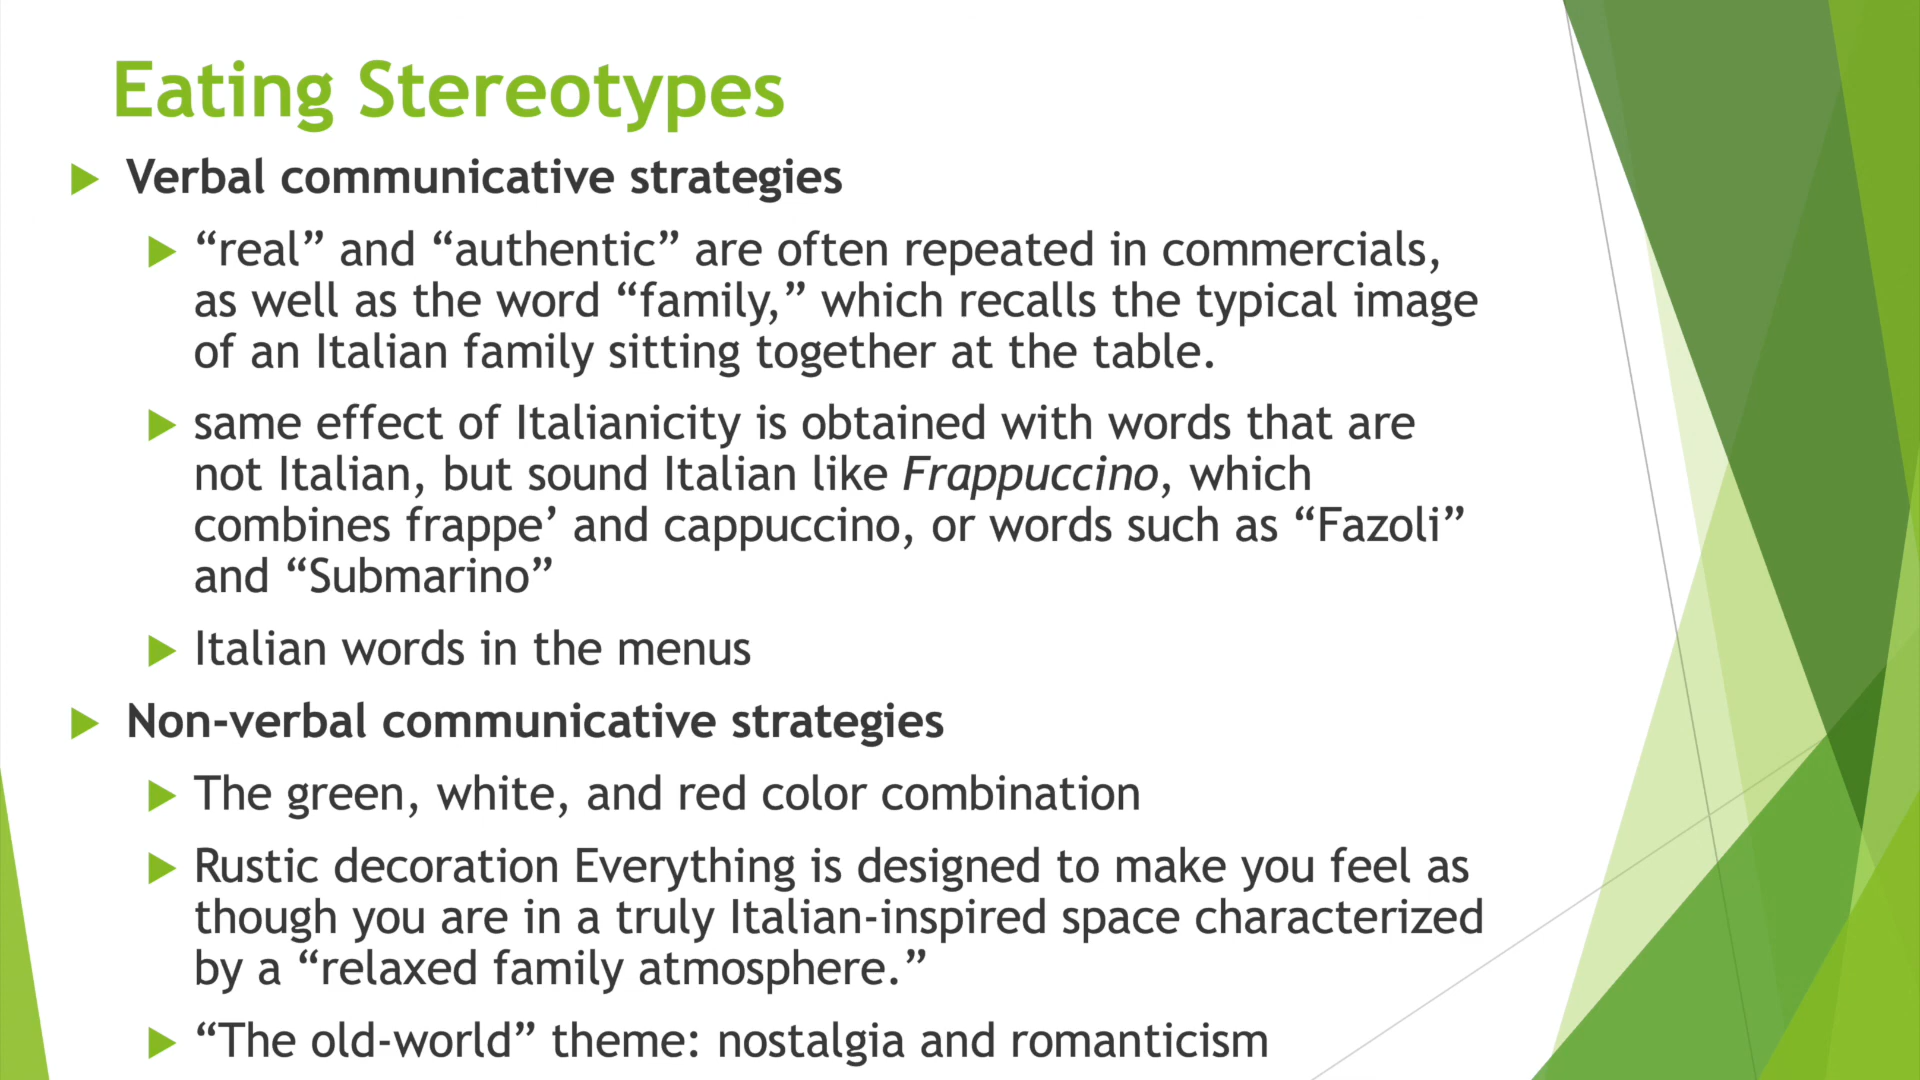 Eating Stereotypes
Verbal communicative strategies
“real” and “authentic” are often repeated in commercials,
as well as the word “family,” which recalls the typical image
of an Italian family sitting together at the table.
same effect of Italianicity is obtained with words that are
not Italian, but sound Italian like Frappuccino, which
combines frappe’ and cappuccino, or words such as “Fazoli”
and “Submarino”
Italian words in the menus
Non-verbal communicative strategies
The green, white, and red color combination
Rustic decoration Everything is designed to make you feel as
though you are in a truly Italian-inspired space characterized
by a “relaxed family atmosphere.”
“The old-world” theme: nostalgia and romanticism